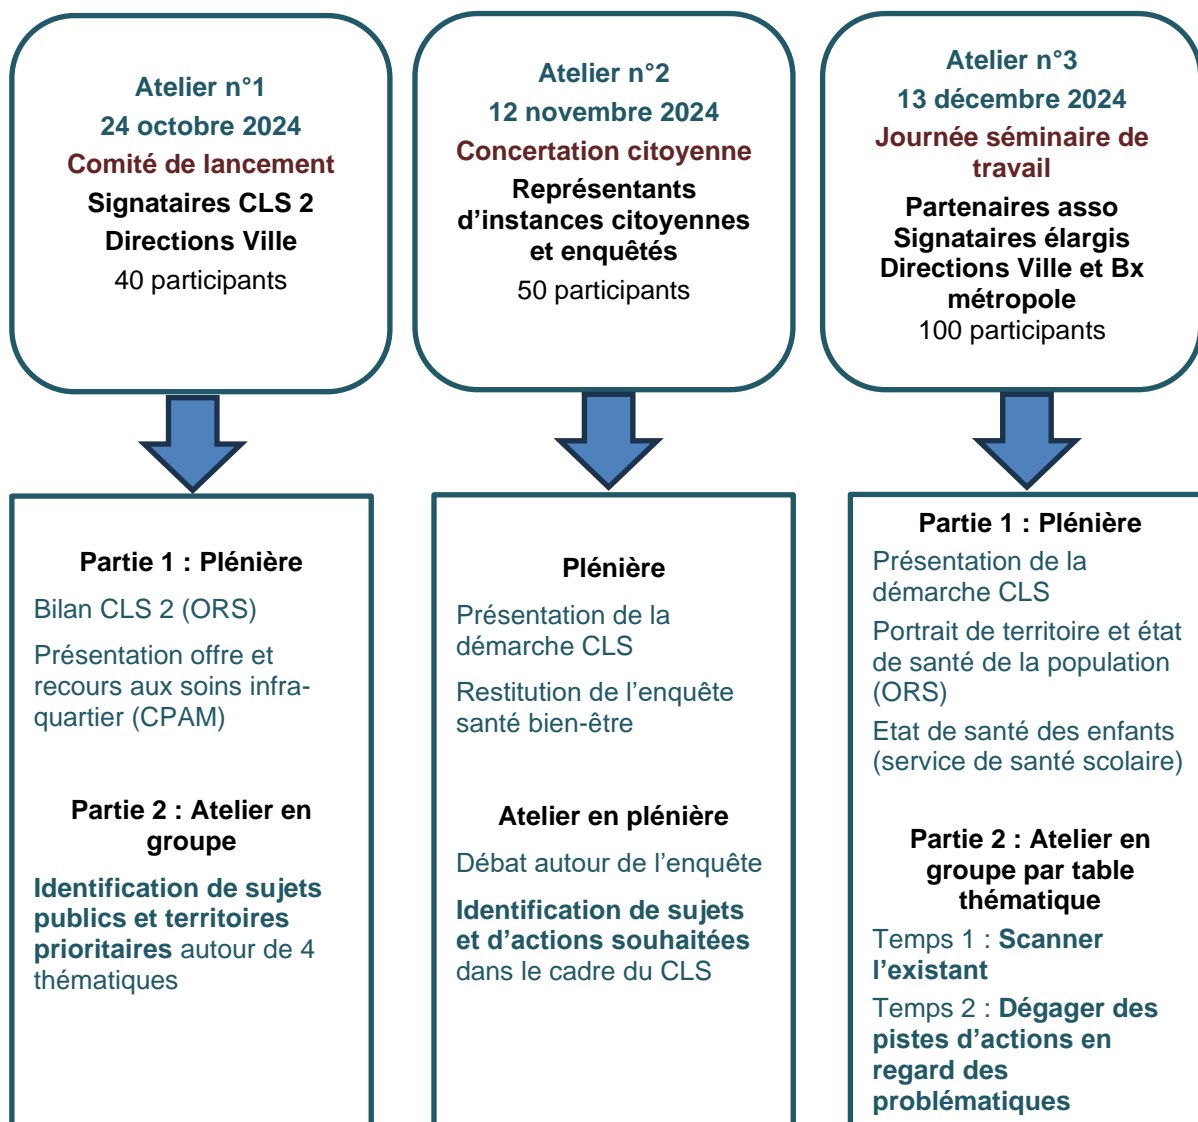 Atelier n°1
24 octobre 2024
Comité de lancement
Signataires CLS 2
Directions Ville
40 participants
Atelier n°2
12 novembre 2024
Concertation citoyenne
Représentants
d’instances citoyennes
et enquêtés
50 participants
Atelier n°3
13 décembre 2024
Journée séminaire de
travail
Partenaires asso
Signataires élargis
Directions Ville et Bx
métropole
100 participants
Partie 1 : Plénière
Bilan CLS 2 (ORS)
Présentation offre et
recours aux soins infra-
quartier (CPAM)
Partie 2 : Atelier en
groupe
Identification de sujets
publics et territoires
prioritaires autour de 4
thématiques
Plénière
Présentation de la
démarche CLS
Restitution de l’enquête
santé bien-être
Atelier en plénière
Débat autour de l’enquête
Identification de sujets
et d’actions souhaitées
dans le cadre du CLS
Partie 1 : Plénière
Présentation de la
démarche CLS
Portrait de territoire et état
de santé de la population
(ORS)
Etat de santé des enfants
(service de santé scolaire)
Partie 2 : Atelier en
groupe par table
thématique
Temps 1 : Scanner
l’existant
Temps 2 : Dégager des
pistes d’actions en
regard des
problématiques